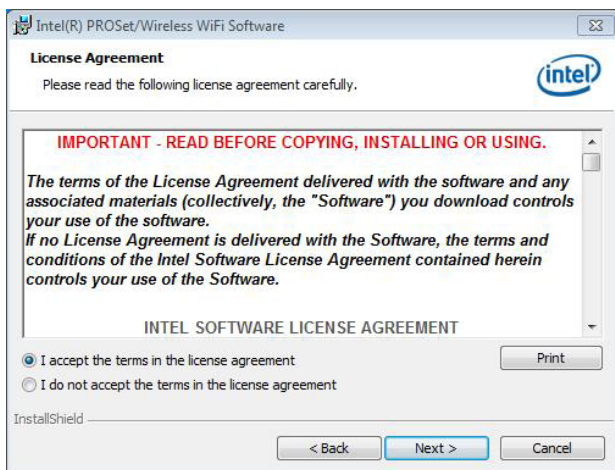 Intel(R) PROSet/Wireless WiFi Software
License Agreement
Please read the following license agreement carefully.
intel
IMPORTANT - READ BEFORE COPYING, INSTALLING OR USING.
The terms of the License Agreement delivered with the software and any
associated materials (collectively, the "Software") you download controls
your use of the software.
If no License Agreement is delivered with the Software, the terms and
conditions of the Intel Software License Agreement contained herein
controls your use of the Software.
INTEL SOFTWARE LICENSE AGREEMENT
I accept the terms in the license agreement
Print
I do not accept the terms in the license agreement
InstallShield
< Back Next > Cancel